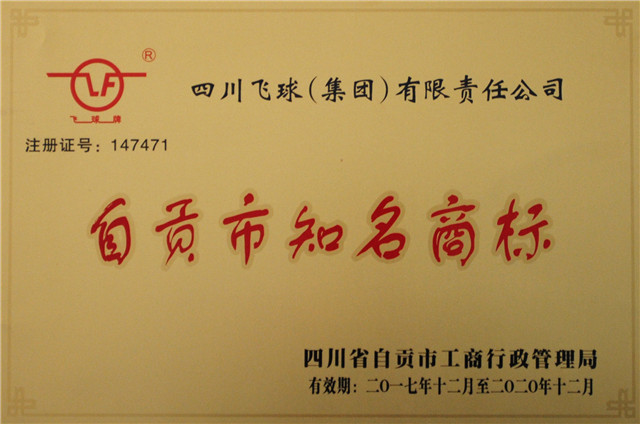 LF ®
四川飞球（集团）有限责任公司
飞球牌
注册证号：147471
自贡市知名商标
四川省自贡市工商行政管理局
有效期：二〇一七年十二月至二〇二〇年十二月